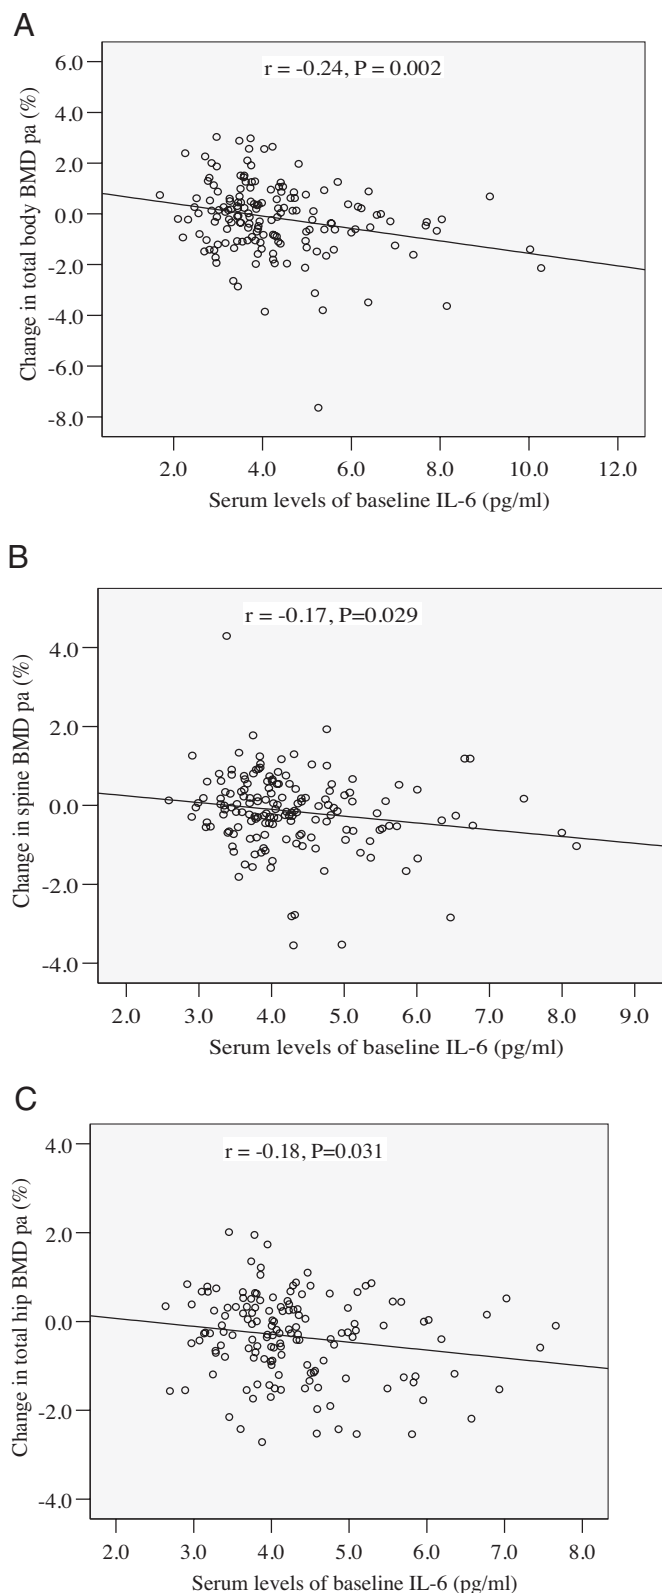 A
r = -0.24, P = 0.002
6.0
4.0
2.0
0.0
-2.0
-4.0
-6.0
-8.0
Change in total body BMD pa (%)
2.0 4.0 6.0 8.0 10.0 12.0
Serum levels of baseline IL-6 (pg/ml)
B
r = -0.17, P=0.029
4.0
2.0
0.0
-2.0
-4.0
Change in spine BMD pa (%)
2.0 3.0 4.0 5.0 6.0 7.0 8.0 9.0
Serum levels of baseline IL-6 (pg/ml)
C
r = -0.18, P=0.031
4.0
2.0
0.0
-2.0
-4.0
Change in total hip BMD pa (%)
2.0 3.0 4.0 5.0 6.0 7.0 8.0
Serum levels of baseline IL-6 (pg/ml)